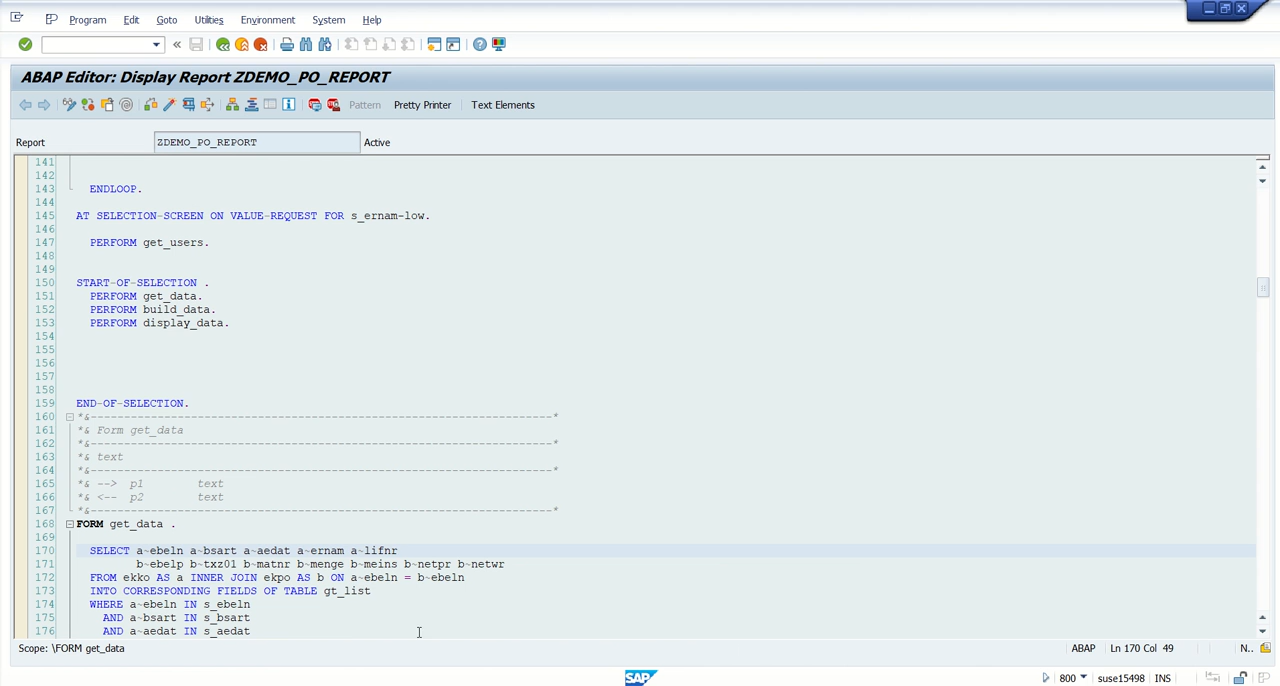 Program Edit Goto Utilities Environment System Help
ABAP Editor: Display Report ZDEMO_PO_REPORT
Pattern Pretty Printer Text Elements
Report ZDEMO_PO_REPORT Active
141
142
143 ENDLOOP.
144
145 AT SELECTION-SCREEN ON VALUE-REQUEST FOR s_ernam-low.
146
147 PERFORM get_users.
148
149
150 START-OF-SELECTION .
151 PERFORM get_data.
152 PERFORM build_data.
153 PERFORM display_data.
154
155
156
157
158
159 END-OF-SELECTION.
160 *&---------------------------------------------------------------------*
161 *& Form get_data
162 *&---------------------------------------------------------------------*
163 *& text
164 *&---------------------------------------------------------------------*
165 *& --> p1 text
166 *& <-- p2 text
167 *&---------------------------------------------------------------------*
168 FORM get_data .
169
170 SELECT a~ebeln a~bsart a~aedat a~ernam a~lifnr
171 b~ebelp b~txz01 b~matnr b~menge b~meins b~netpr b~netwr
172 FROM ekko AS a INNER JOIN ekpo AS b ON a~ebeln = b~ebeln
173 INTO CORRESPONDING FIELDS OF TABLE gt_list
174 WHERE a~ebeln IN s_ebeln
175 AND a~bsart IN s_bsart
176 AND a~aedat IN s_aedat
Scope: \FORM get_data ABAP Ln 170 Col 49 N..
SAP 800 suse15498 INS